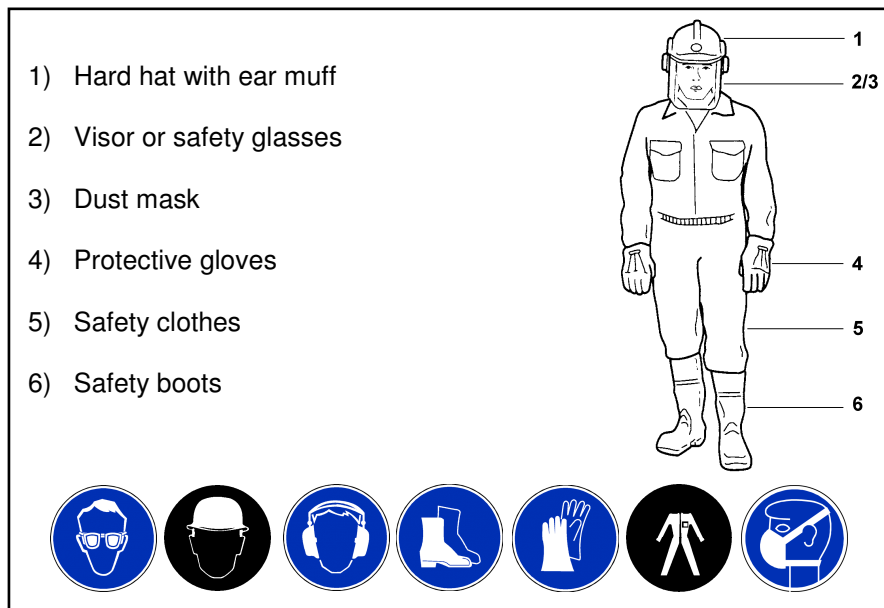 1) Hard hat with ear muff
2) Visor or safety glasses
3) Dust mask
4) Protective gloves
5) Safety clothes
6) Safety boots
1
2/3
4
5
6